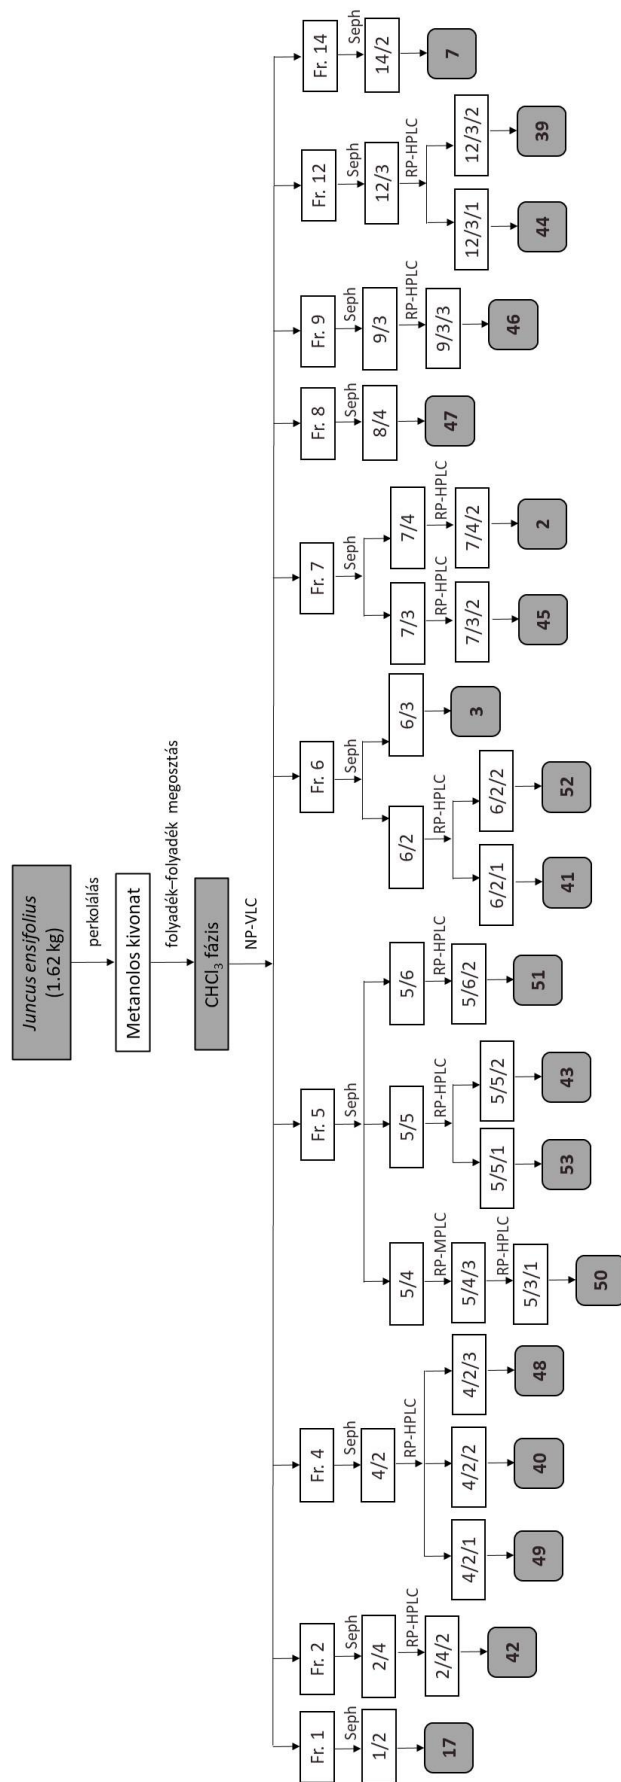 Juncus ensifolius
(1.62 kg)
perkolálás
Metanolos kivonat
folyadék–folyadék megosztás
CHCl₃ fázis
NP-VLC
Fr. 1
Seph
1/2
17
Fr. 2
Seph
2/4
RP-HPLC
2/4/2
42
Fr. 4
Seph
4/2
RP-HPLC
4/2/1
4/2/2
4/2/3
49
40
48
Fr. 5
Seph
5/4
5/5
5/6
RP-MPLC
RP-HPLC
RP-HPLC
5/4/3
5/5/1
5/5/2
5/6/2
RP-HPLC
53
43
51
5/3/1
50
Fr. 6
Seph
6/2
6/3
RP-HPLC
3
6/2/1
6/2/2
41
52
Fr. 7
Seph
7/3
7/4
RP-HPLC
RP-HPLC
7/3/2
7/4/2
45
2
Fr. 8
Seph
8/4
47
Fr. 9
Seph
9/3
RP-HPLC
9/3/3
46
Fr. 12
Seph
12/3
RP-HPLC
12/3/1
12/3/2
44
39
Fr. 14
Seph
14/2
7